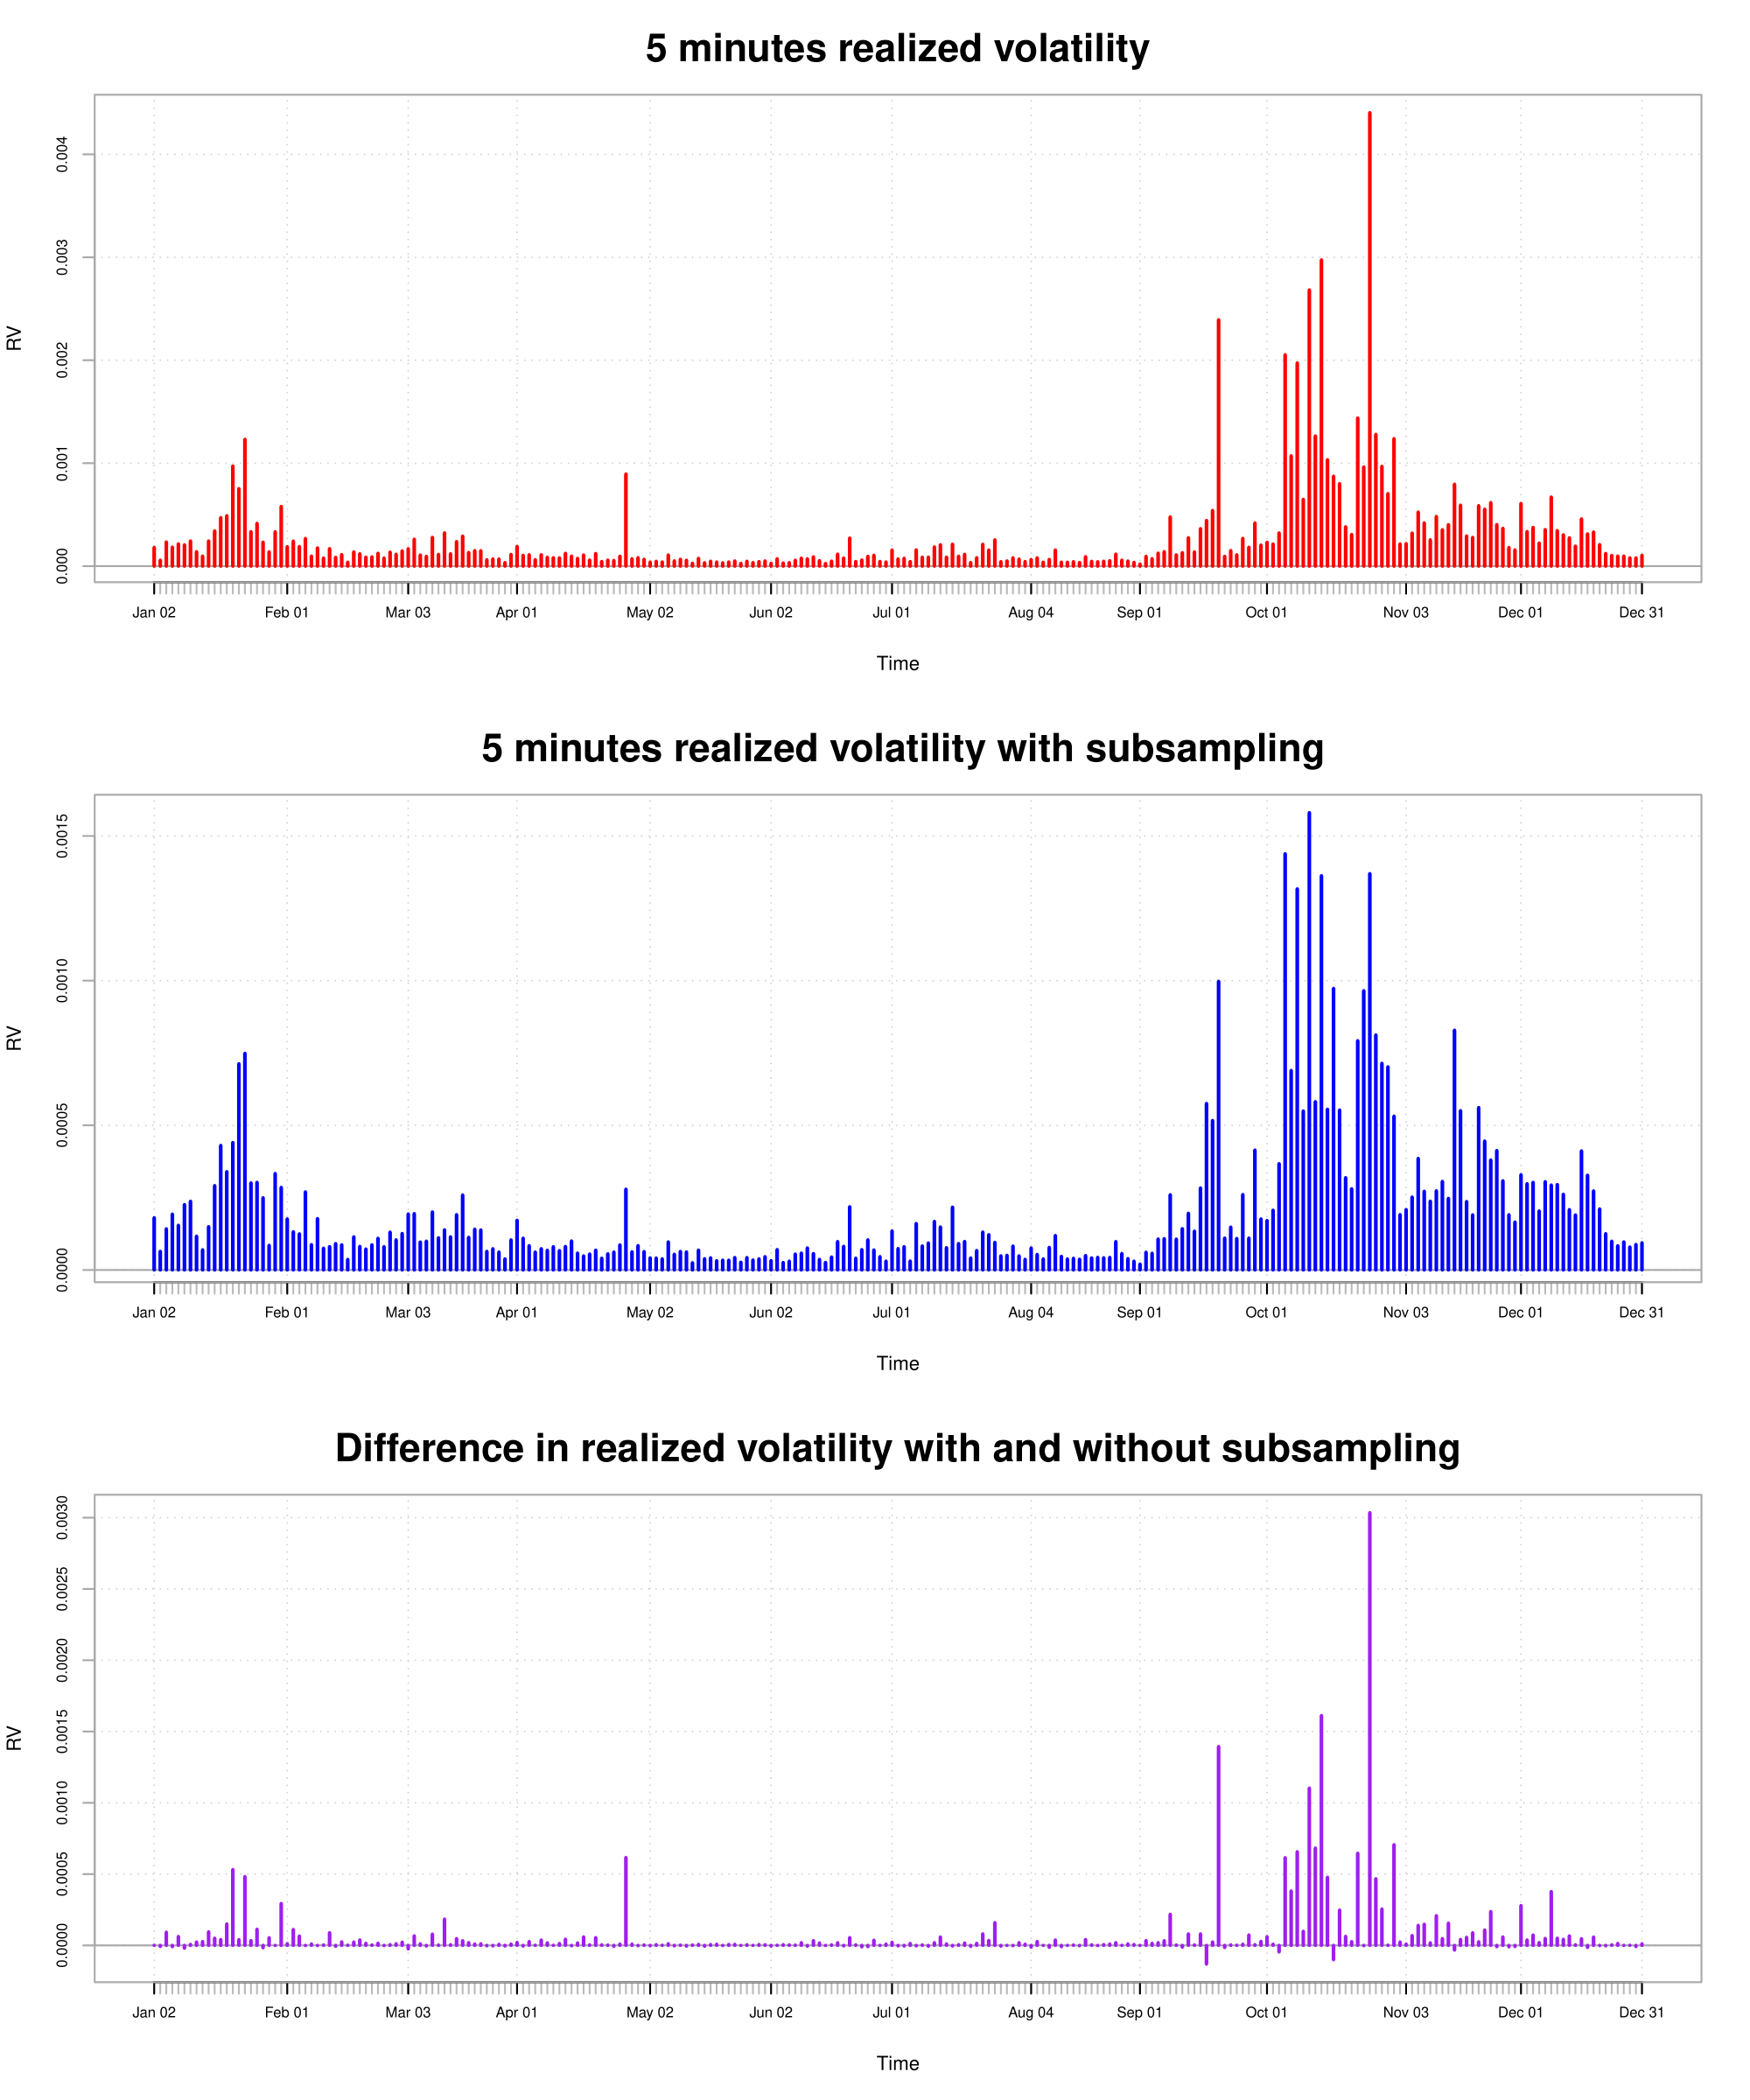 5 minutes realized volatility
RV
0.004
0.003
0.002
0.001
0.000
Jan 02 Feb 01 Mar 03 Apr 01 May 02 Jun 02 Jul 01 Aug 04 Sep 01 Oct 01 Nov 03 Dec 01 Dec 31
Time
5 minutes realized volatility with subsampling
RV
0.0015
0.0010
0.0005
0.0000
Jan 02 Feb 01 Mar 03 Apr 01 May 02 Jun 02 Jul 01 Aug 04 Sep 01 Oct 01 Nov 03 Dec 01 Dec 31
Time
Difference in realized volatility with and without subsampling
RV
0.0030
0.0025
0.0020
0.0015
0.0010
0.0005
0.0000
Jan 02 Feb 01 Mar 03 Apr 01 May 02 Jun 02 Jul 01 Aug 04 Sep 01 Oct 01 Nov 03 Dec 01 Dec 31
Time